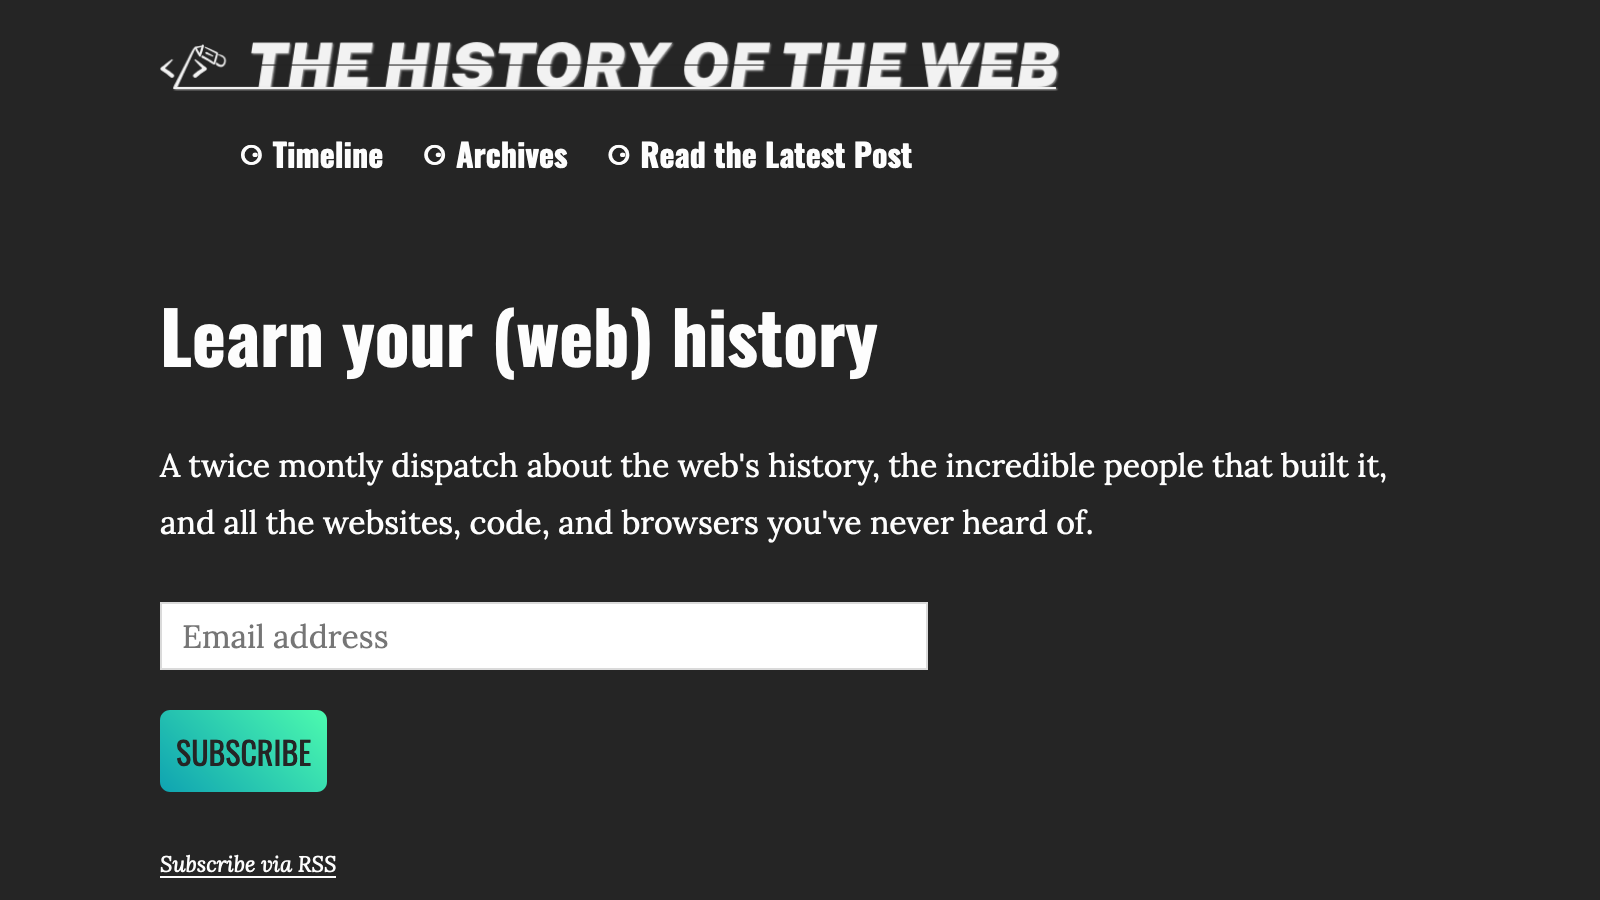 THE HISTORY OF THE WEB
Timeline Archives Read the Latest Post
Learn your (web) history
A twice montly dispatch about the web's history, the incredible people that built it,
and all the websites, code, and browsers you've never heard of.
Email address
SUBSCRIBE
Subscribe via RSS